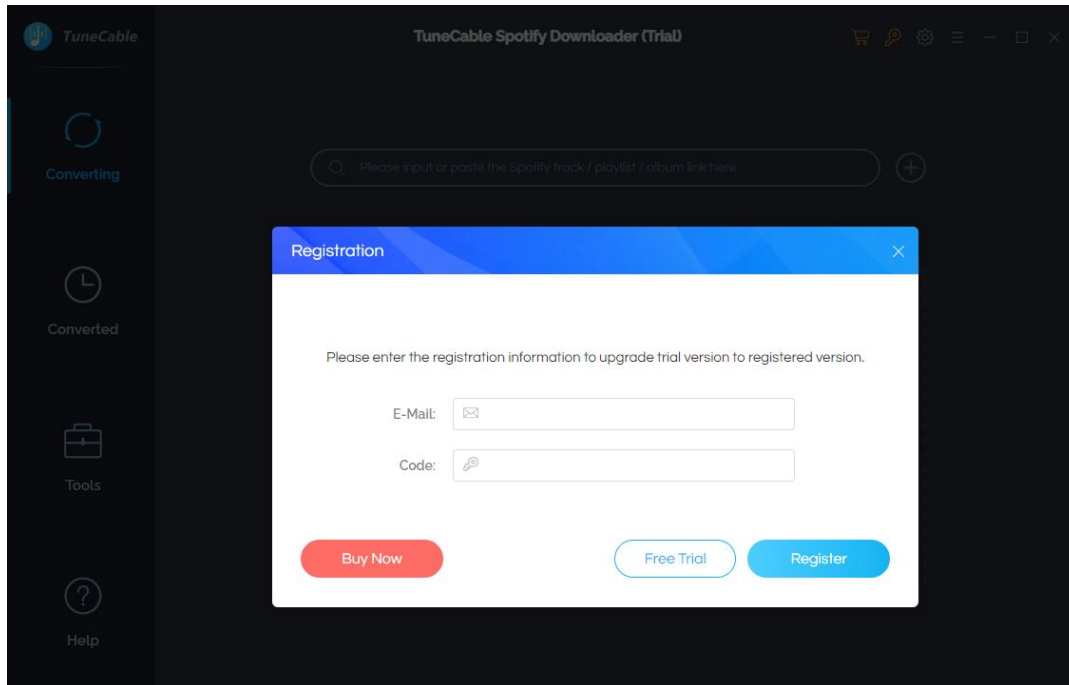 TuneCable
TuneCable Spotify Downloader (Trial)
Converting
Please input or paste the Spotify track / playlist / album link here
Registration
Converted
Please enter the registration information to upgrade trial version to registered version.
E-Mail:
Code:
Tools
Buy Now
Free Trial
Register
Help